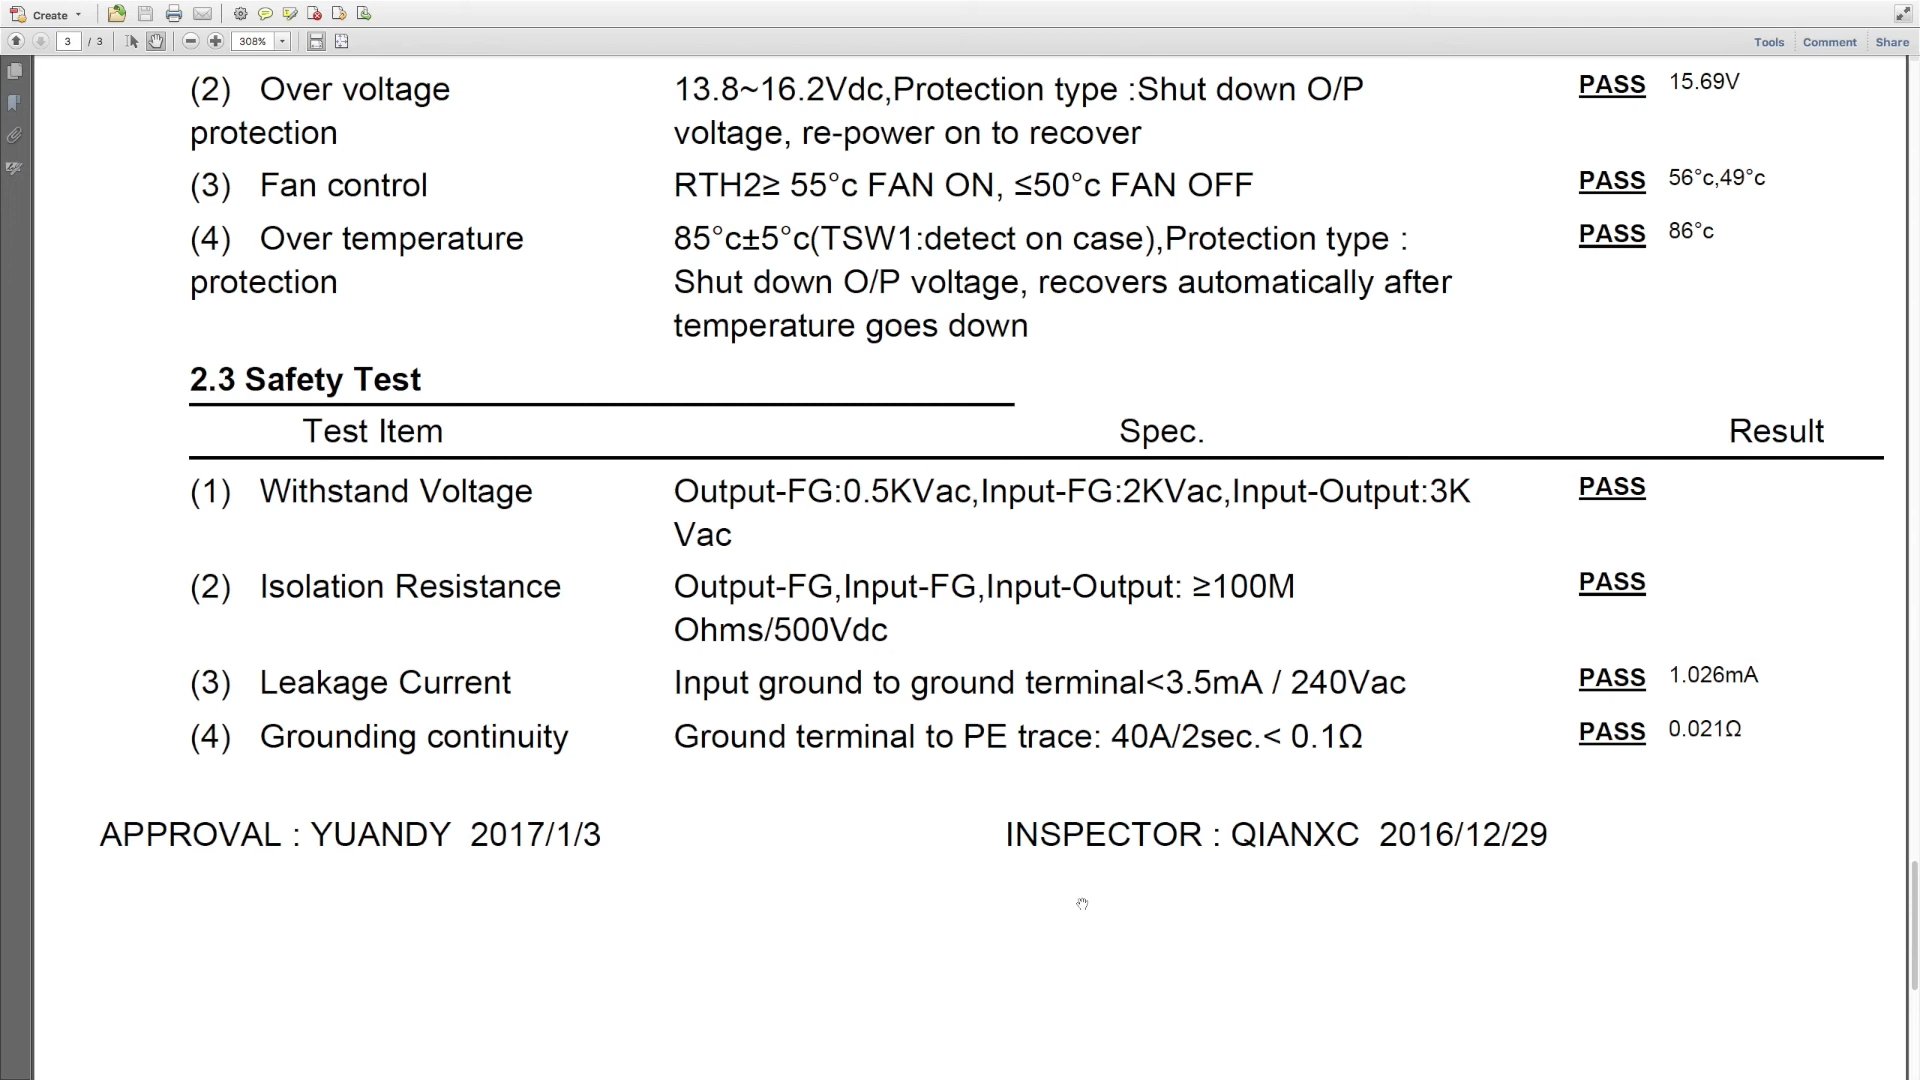 Create
3 / 3
308%
Tools Comment Share
(2) Over voltage 13.8~16.2Vdc,Protection type :Shut down O/P PASS 15.69V
protection voltage, re-power on to recover
(3) Fan control RTH2≥ 55°c FAN ON, ≤50°c FAN OFF PASS 56°c,49°c
(4) Over temperature 85°c±5°c(TSW1:detect on case),Protection type : PASS 86°c
protection Shut down O/P voltage, recovers automatically after
temperature goes down
2.3 Safety Test
Test Item Spec. Result
(1) Withstand Voltage Output-FG:0.5KVac,Input-FG:2KVac,Input-Output:3K PASS
Vac
(2) Isolation Resistance Output-FG,Input-FG,Input-Output: ≥100M PASS
Ohms/500Vdc
(3) Leakage Current Input ground to ground terminal<3.5mA / 240Vac PASS 1.026mA
(4) Grounding continuity Ground terminal to PE trace: 40A/2sec.< 0.1Ω PASS 0.021Ω
APPROVAL : YUANDY 2017/1/3 INSPECTOR : QIANXC 2016/12/29